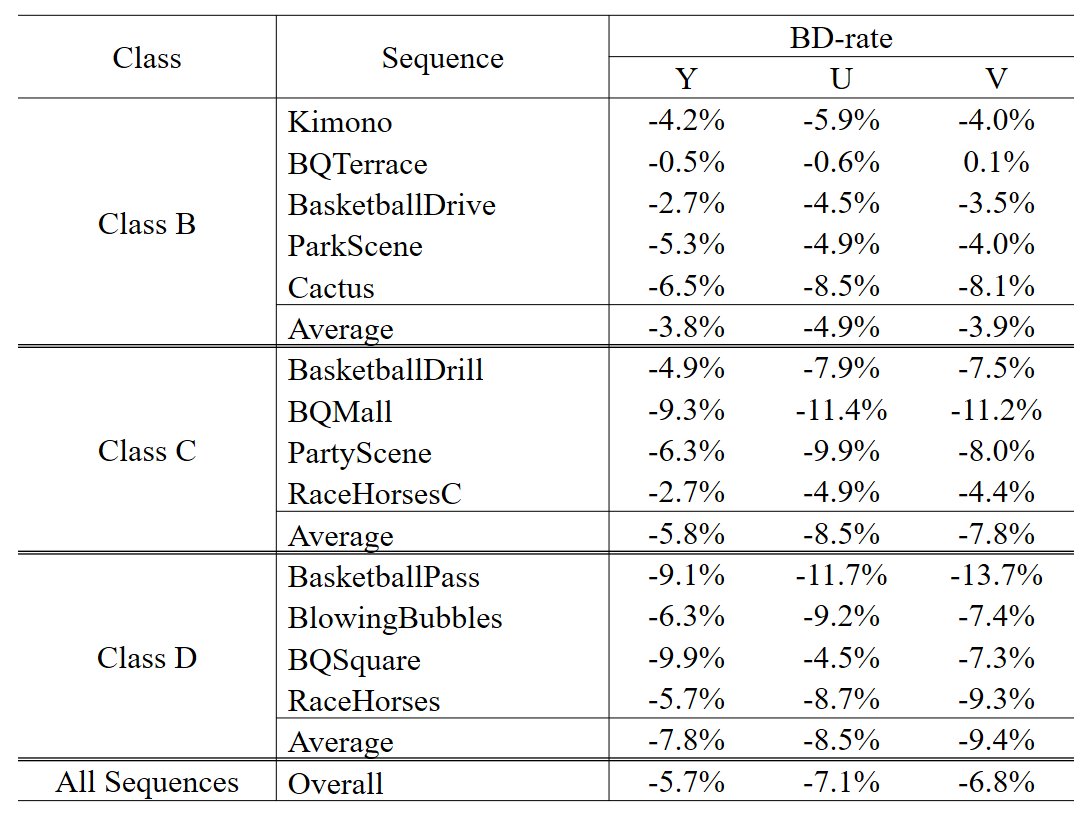 Class Sequence BD-rate
Y U V
Class B
Kimono -4.2% -5.9% -4.0%
BQTerrace -0.5% -0.6% 0.1%
BasketballDrive -2.7% -4.5% -3.5%
ParkScene -5.3% -4.9% -4.0%
Cactus -6.5% -8.5% -8.1%
Average -3.8% -4.9% -3.9%
Class C
BasketballDrill -4.9% -7.9% -7.5%
BQMall -9.3% -11.4% -11.2%
PartyScene -6.3% -9.9% -8.0%
RaceHorsesC -2.7% -4.9% -4.4%
Average -5.8% -8.5% -7.8%
Class D
BasketballPass -9.1% -11.7% -13.7%
BlowingBubbles -6.3% -9.2% -7.4%
BQSquare -9.9% -4.5% -7.3%
RaceHorses -5.7% -8.7% -9.3%
Average -7.8% -8.5% -9.4%
All Sequences Overall -5.7% -7.1% -6.8%